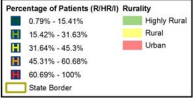 Percentage of Patients (R/HR/I) Rurality
0.79% - 15.41% Highly Rural
15.42% - 31.63% Rural
31.64% - 45.3% Urban
45.31% - 60.68%
60.69% - 100%
State Border